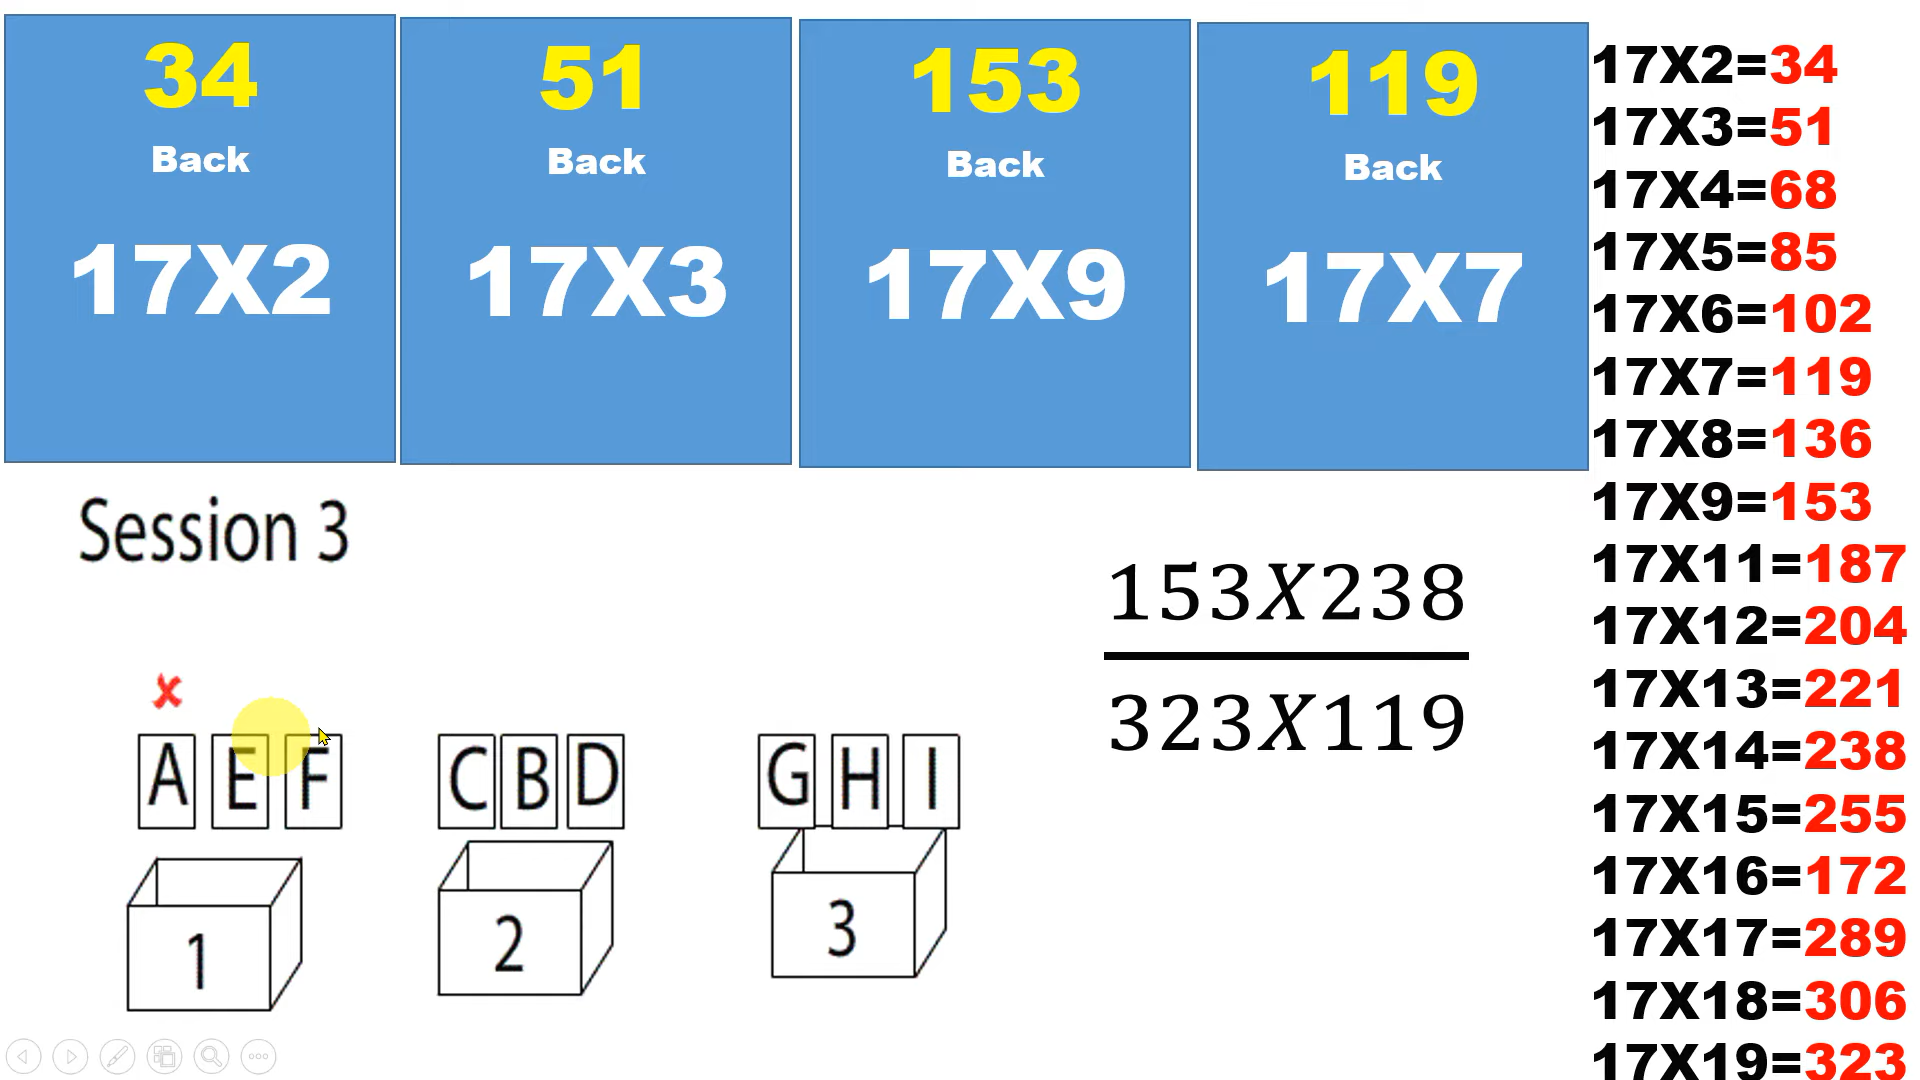 34
Back
17X2
51
Back
17X3
153
Back
17X9
119
Back
17X7
17X2=34
17X3=51
17X4=68
17X5=85
17X6=102
17X7=119
17X8=136
17X9=153
17X11=187
17X12=204
17X13=221
17X14=238
17X15=255
17X16=172
17X17=289
17X18=306
17X19=323
Session 3
153X238
323X119
✘
A E F
C B D
G H I
1
2
3